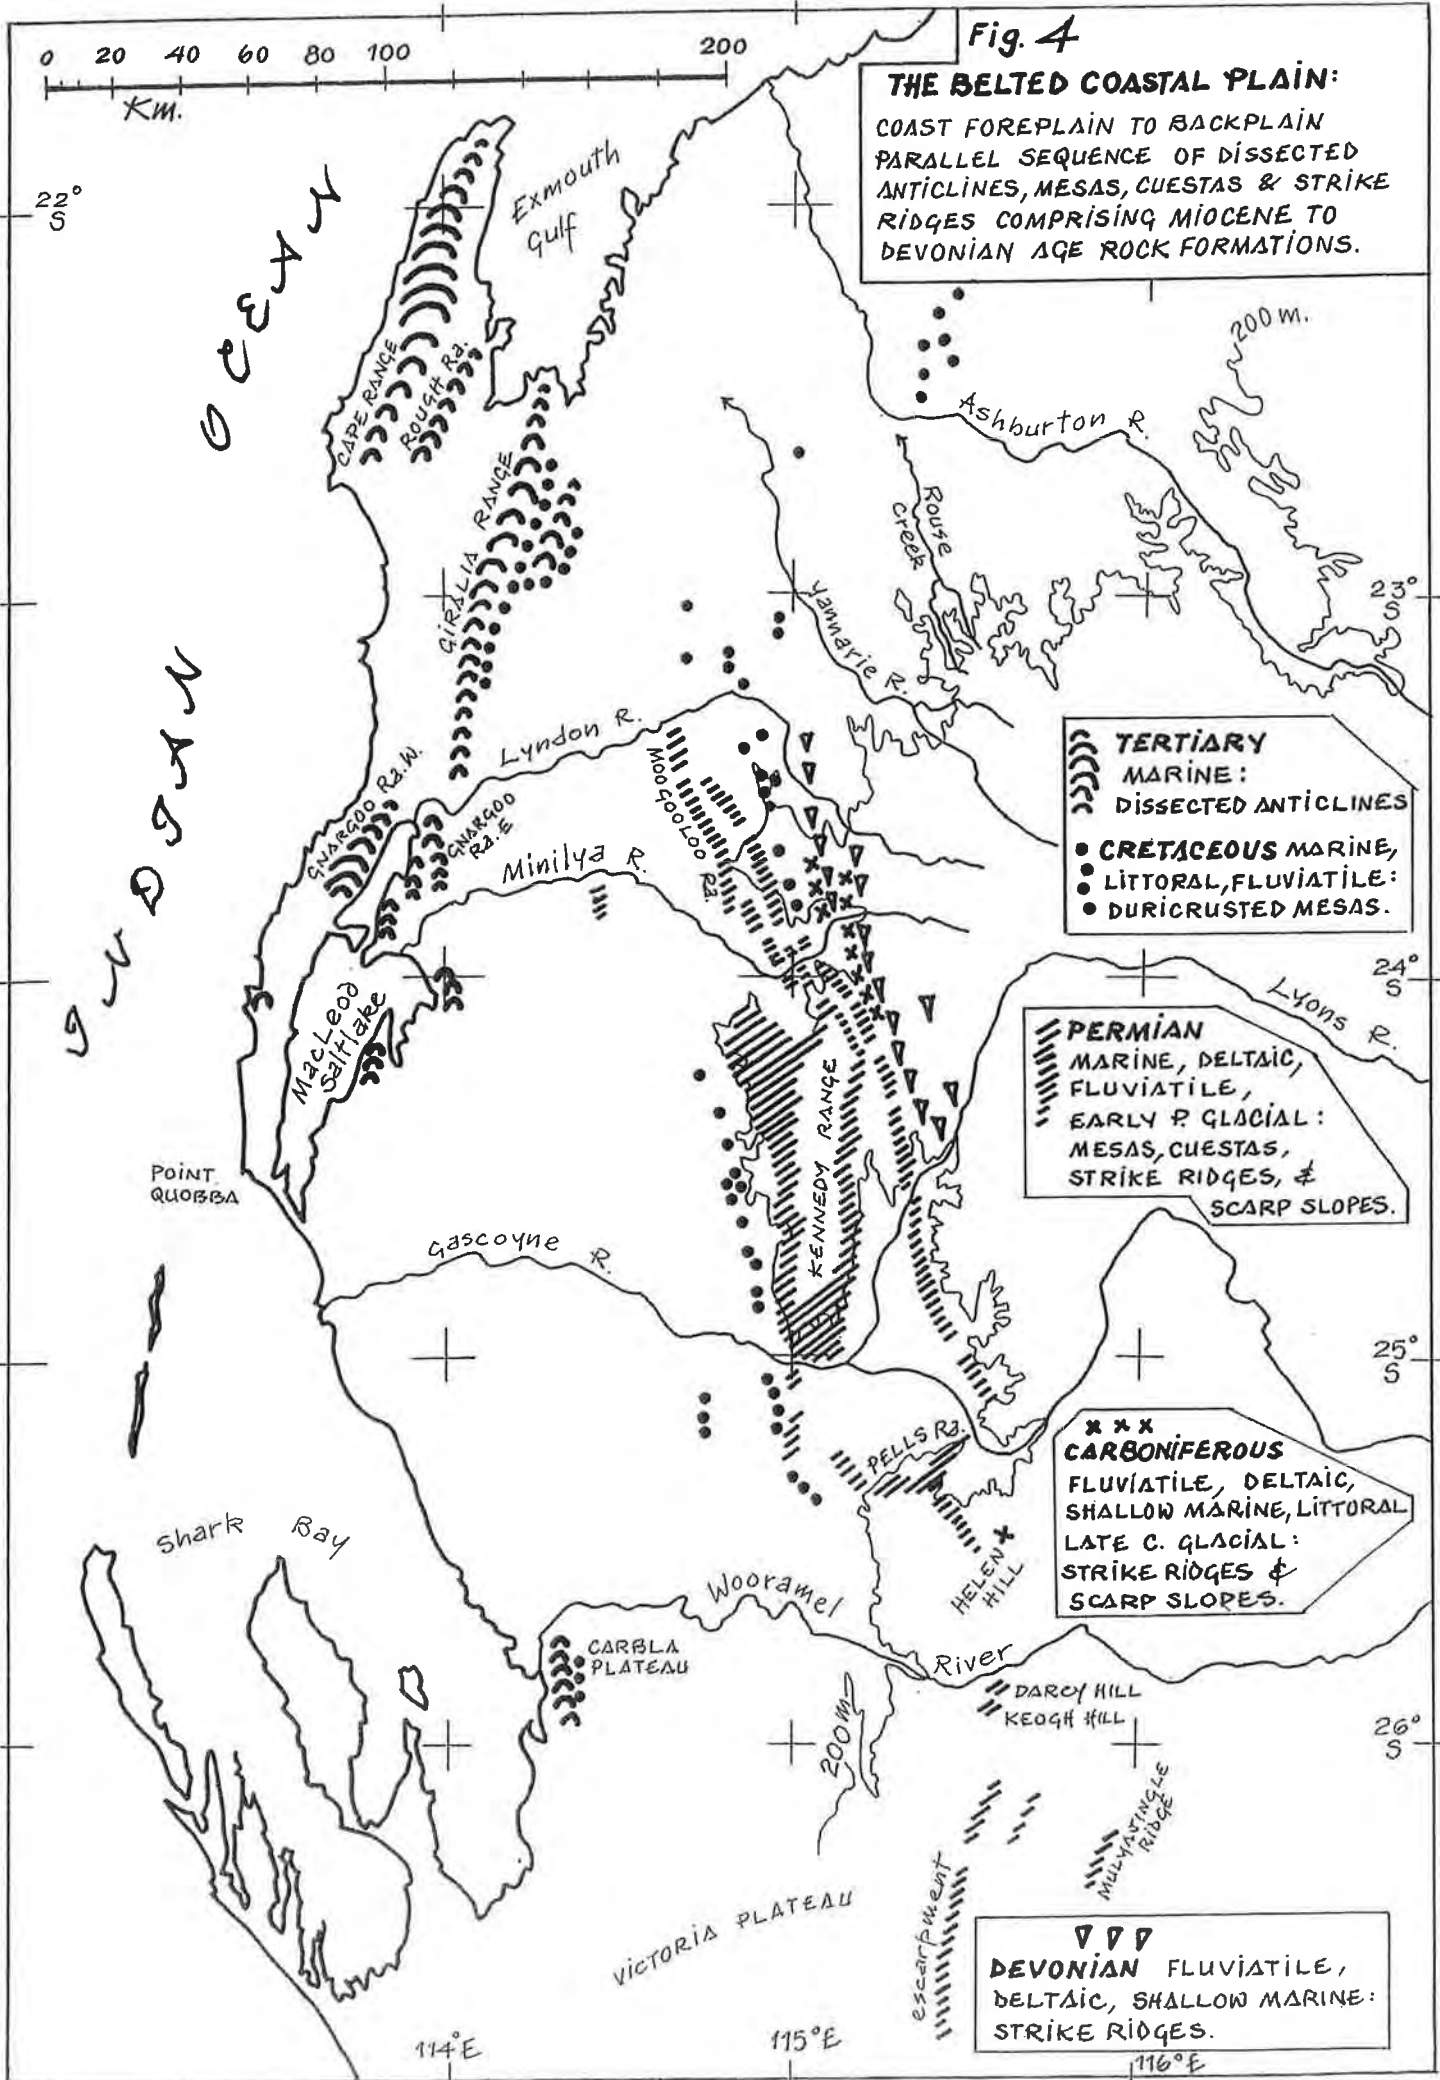 Fig. 4
THE BELTED COASTAL PLAIN:
COAST FOREPLAIN TO BACKPLAIN
PARALLEL SEQUENCE OF DISSECTED
ANTICLINES, MESAS, CUESTAS & STRIKE
RIDGES COMPRISING MIOCENE TO
DEVONIAN AGE ROCK FORMATIONS.
0 20 40 60 80 100 200
Km.
22°
S
INDIAN OCEAN
Exmouth
Gulf
CAPE RANGE
ROUGH Ra.
GIRALIA RANGE
200 m.
Ashburton R.
Rouse
Creek
Yannarie R.
23°
S
Lyndon R.
GNARGOO Ra. W.
GNARGOO
Ra. E
MOOGOOLOO Ra.
Minilya R.
TERTIARY
MARINE:
DISSECTED ANTICLINES
CRETACEOUS MARINE,
LITTORAL, FLUVIATILE:
DURICRUSTED MESAS.
24°
S
MacLeod
Saltlake
Lyons R.
PERMIAN
MARINE, DELTAIC,
FLUVIATILE,
EARLY P. GLACIAL:
MESAS, CUESTAS,
STRIKE RIDGES, &
SCARP SLOPES.
KENNEDY RANGE
POINT
QUOBBA
Gascoyne R.
25°
S
PELLS Ra.
x x x
CARBONIFEROUS
FLUVIATILE, DELTAIC,
SHALLOW MARINE, LITTORAL
LATE C. GLACIAL:
STRIKE RIDGES &
SCARP SLOPES.
HELEN
HILL
Shark Bay
Wooramel River
CARBLA
PLATEAU
DARCY HILL
KEOGH HILL
200m
26°
S
MULYAJINGLE
RIDGE
escarpment
VICTORIA PLATEAU
DEVONIAN FLUVIATILE,
DELTAIC, SHALLOW MARINE:
STRIKE RIDGES.
114°E
115°E
116°E